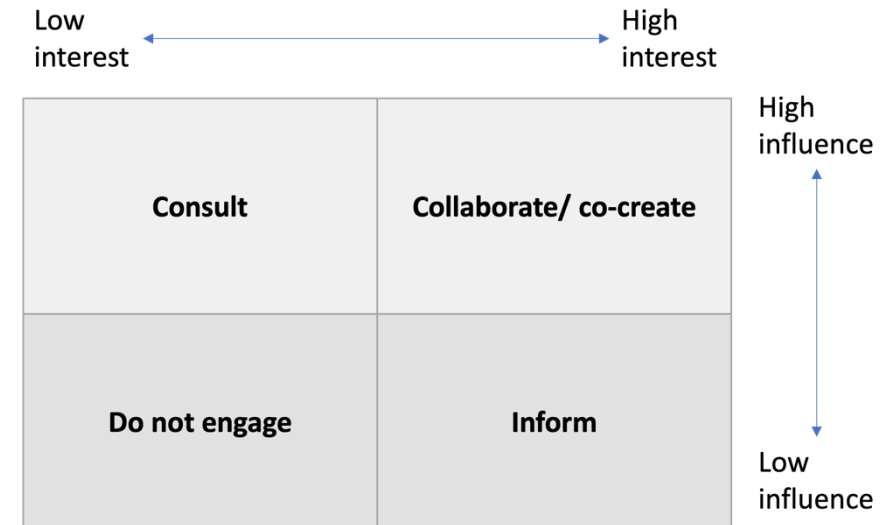 Low
interest
High
interest
High
influence
Consult
Collaborate/ co-create
Do not engage
Inform
Low
influence